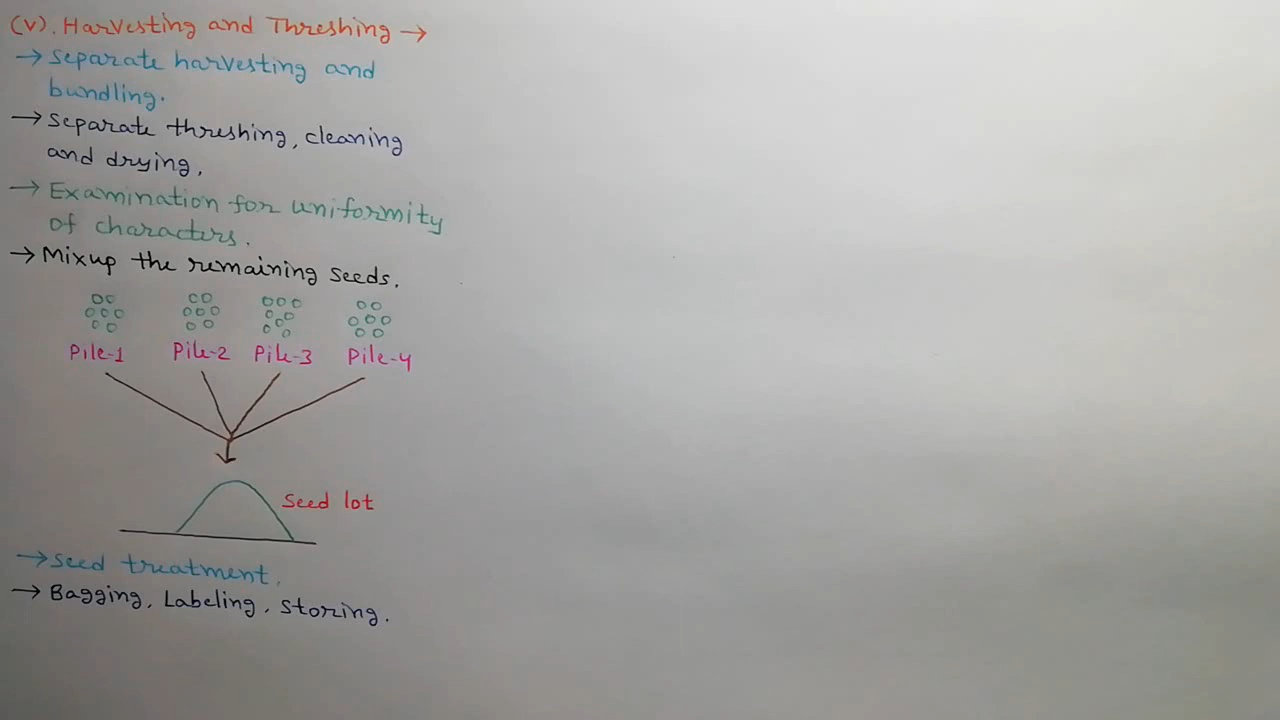 (V). Harvesting and Threshing →
→ Separate harvesting and
bundling.
→ Separate threshing, cleaning
and drying.
→ Examination for uniformity
of characters.
→ Mixup the remaining seeds.
Pile-1 Pile-2 Pile-3 Pile-4
Seed lot
→ Seed treatment.
→ Bagging, Labeling, storing.